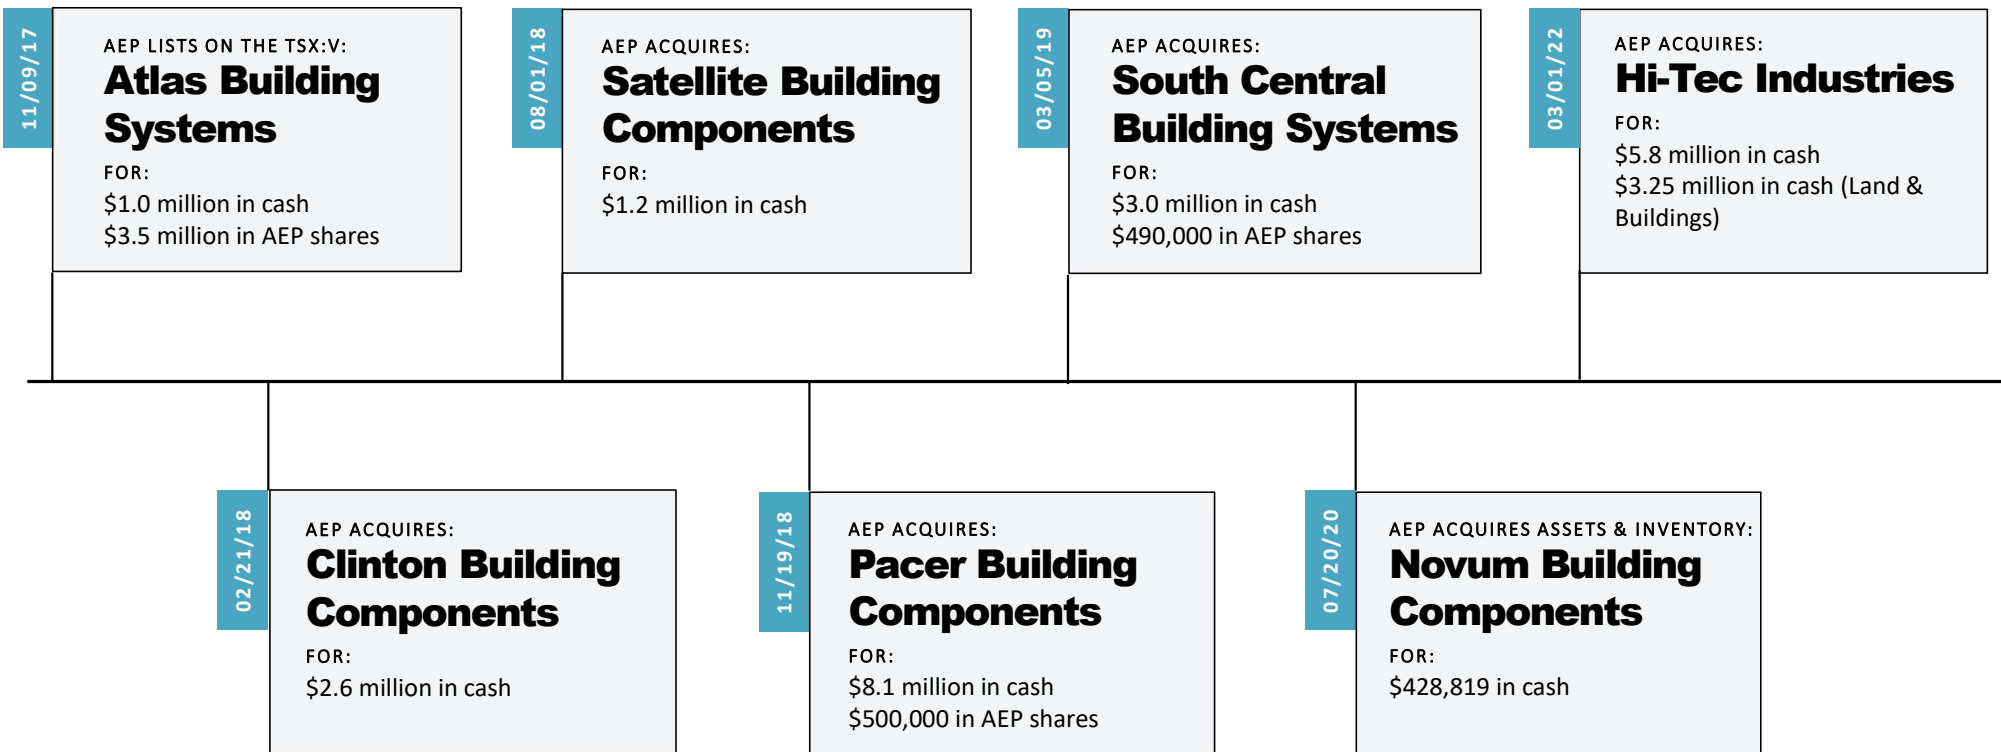 11/09/17
AEP LISTS ON THE TSX:V:
Atlas Building
Systems
FOR:
$1.0 million in cash
$3.5 million in AEP shares
08/01/18
AEP ACQUIRES:
Satellite Building
Components
FOR:
$1.2 million in cash
03/05/19
AEP ACQUIRES:
South Central
Building Systems
FOR:
$3.0 million in cash
$490,000 in AEP shares
03/01/22
AEP ACQUIRES:
Hi-Tec Industries
FOR:
$5.8 million in cash
$3.25 million in cash (Land &
Buildings)
02/21/18
AEP ACQUIRES:
Clinton Building
Components
FOR:
$2.6 million in cash
11/19/18
AEP ACQUIRES:
Pacer Building
Components
FOR:
$8.1 million in cash
$500,000 in AEP shares
07/20/20
AEP ACQUIRES ASSETS & INVENTORY:
Novum Building
Components
FOR:
$428,819 in cash